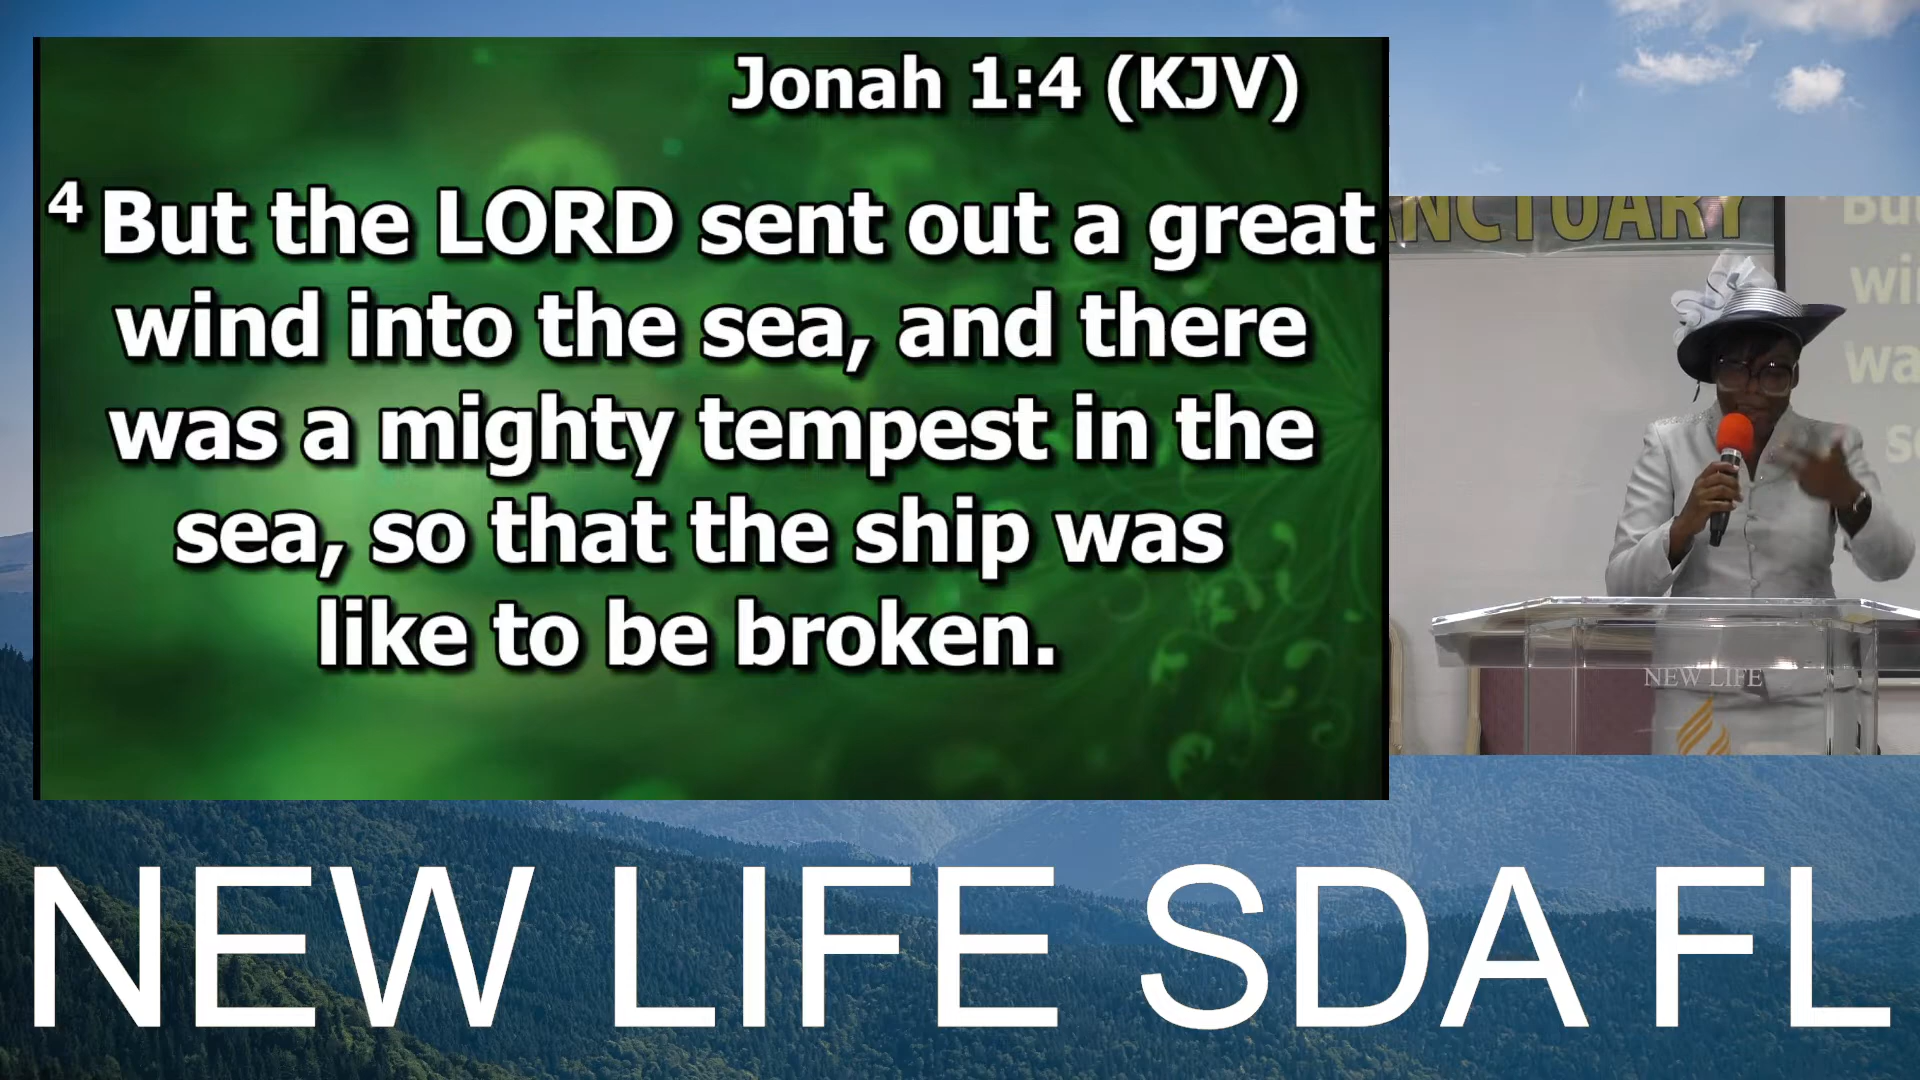 Jonah 1:4 (KJV)
4 But the LORD sent out a great
wind into the sea, and there
was a mighty tempest in the
sea, so that the ship was
like to be broken.
NEW LIFE
NEW LIFE SDA FL